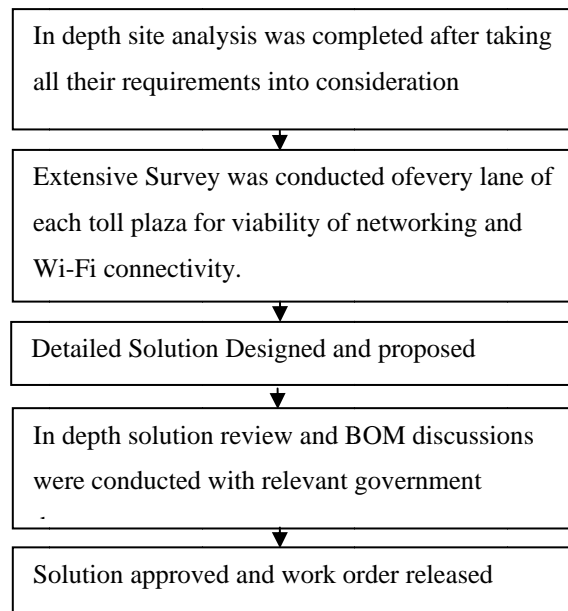 In depth site analysis was completed after taking
all their requirements into consideration
Extensive Survey was conducted ofevery lane of
each toll plaza for viability of networking and
Wi-Fi connectivity.
Detailed Solution Designed and proposed
In depth solution review and BOM discussions
were conducted with relevant government
Solution approved and work order released